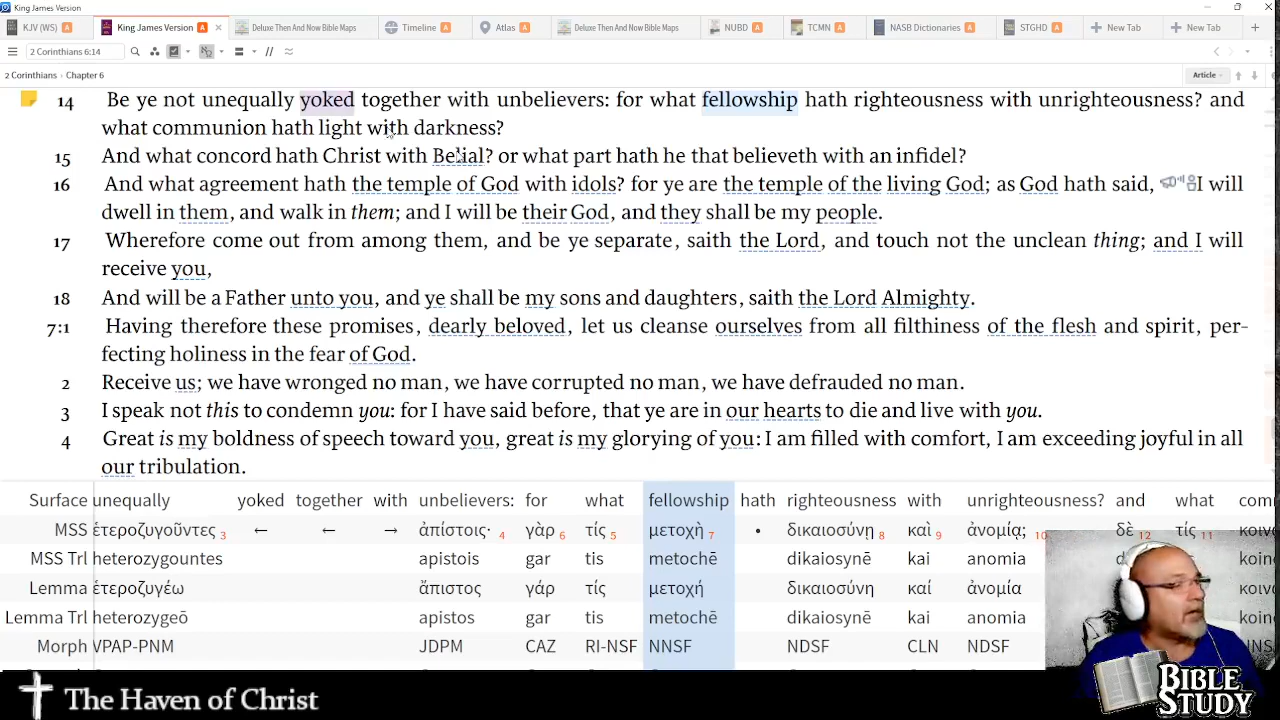 King James Version
KJV (WS) A
King James Version A
Deluxe Then And Now Bible Maps
Timeline A
Atlas A
Deluxe Then And Now Bible Maps
NUBD A
TCMN A
NASB Dictionaries A
STGHD A
New Tab
New Tab
2 Corinthians 6:14
2 Corinthians › Chapter 6
Article
14 Be ye not unequally yoked together with unbelievers: for what fellowship hath righteousness with unrighteousness? and
what communion hath light with darkness?
15 And what concord hath Christ with Belial? or what part hath he that believeth with an infidel?
16 And what agreement hath the temple of God with idols? for ye are the temple of the living God; as God hath said, I will
dwell in them, and walk in them; and I will be their God, and they shall be my people.
17 Wherefore come out from among them, and be ye separate, saith the Lord, and touch not the unclean thing; and I will
receive you,
18 And will be a Father unto you, and ye shall be my sons and daughters, saith the Lord Almighty.
7:1 Having therefore these promises, dearly beloved, let us cleanse ourselves from all filthiness of the flesh and spirit, per-
fecting holiness in the fear of God.
2 Receive us; we have wronged no man, we have corrupted no man, we have defrauded no man.
3 I speak not this to condemn you: for I have said before, that ye are in our hearts to die and live with you.
4 Great is my boldness of speech toward you, great is my glorying of you: I am filled with comfort, I am exceeding joyful in all
our tribulation.
Surface unequally yoked together with unbelievers: for what fellowship hath righteousness with unrighteousness? and what com
MSS ἑτεροζυγοῦντες 3 ← ← → ἀπίστοις· 4 γὰρ 6 τίς 5 μετοχὴ 7 • δικαιοσύνῃ 8 καὶ 9 ἀνομίᾳ; 10 δὲ 12 τίς 11 κοιν
MSS Trl heterozygountes apistois gar tis metochē dikaiosynē kai anomia koin
Lemma ἑτεροζυγέω ἄπιστος γάρ τίς μετοχή δικαιοσύνη καί ἀνομία
Lemma Trl heterozygeō apistos gar tis metochē dikaiosynē kai anomia
Morph VPAP-PNM JDPM CAZ RI-NSF NNSF NDSF CLN NDSF
The Haven of Christ
BIBLE
STUDY